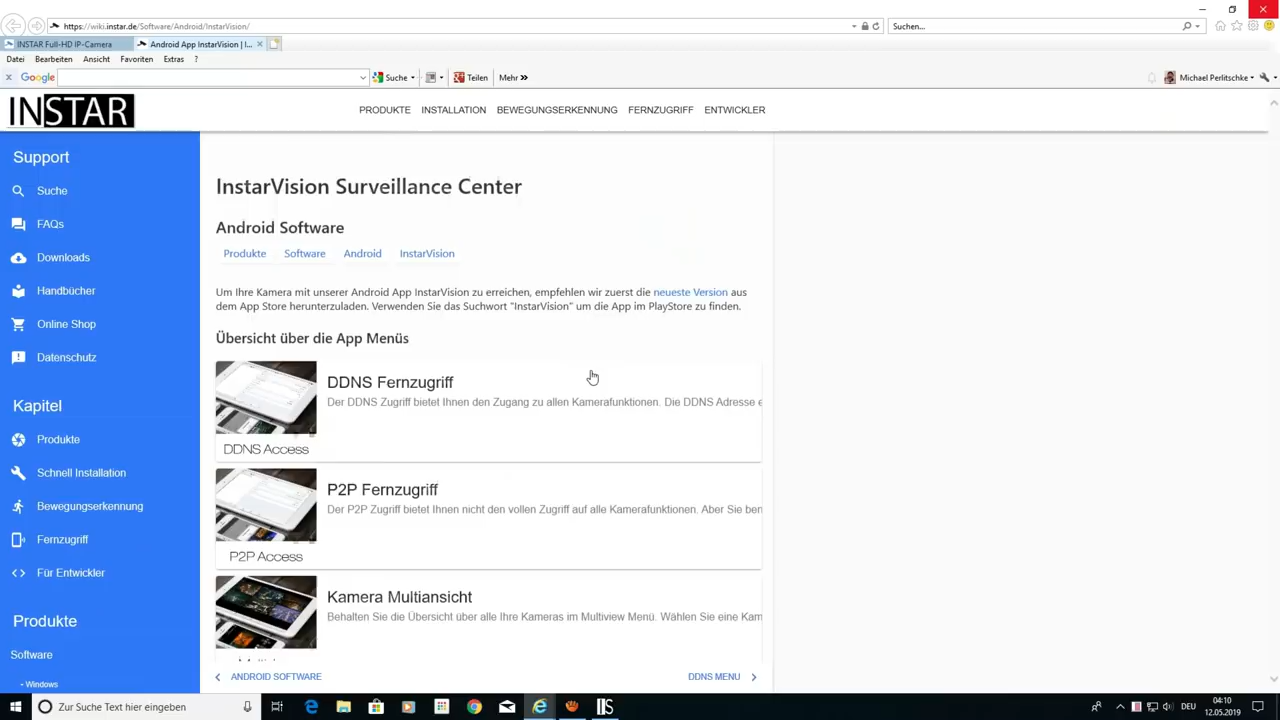 https://wiki.instar.de/Software/Android/InstarVision/
Suchen...
INSTAR Full-HD IP-Camera
Android App InstarVision | I...
Datei Bearbeiten Ansicht Favoriten Extras ?
x Google Suche Teilen Mehr » Michael Perlitschke
INSTAR
PRODUKTE INSTALLATION BEWEGUNGSERKENNUNG FERNZUGRIFF ENTWICKLER
Support
Suche
FAQs
Downloads
Handbücher
Online Shop
Datenschutz
Kapitel
Produkte
Schnell Installation
Bewegungserkennung
Fernzugriff
Für Entwickler
Produkte
Software
- Windows
InstarVision Surveillance Center
Android Software
Produkte Software Android InstarVision
Um Ihre Kamera mit unserer Android App InstarVision zu erreichen, empfehlen wir zuerst die neueste Version aus
dem App Store herunterzuladen. Verwenden Sie das Suchwort "InstarVision" um die App im PlayStore zu finden.
Übersicht über die App Menüs
DDNS Fernzugriff
Der DDNS Zugriff bietet Ihnen den Zugang zu allen Kamerafunktionen. Die DDNS Adresse e
DDNS Access
P2P Fernzugriff
Der P2P Zugriff bietet Ihnen nicht den vollen Zugriff auf alle Kamerafunktionen. Aber Sie ben
P2P Access
Kamera Multiansicht
Behalten Sie die Übersicht über alle Ihre Kameras im Multiview Menü. Wählen Sie eine Kam
ANDROID SOFTWARE
DDNS MENU
Zur Suche Text hier eingeben
DEU
04:10
12.05.2019